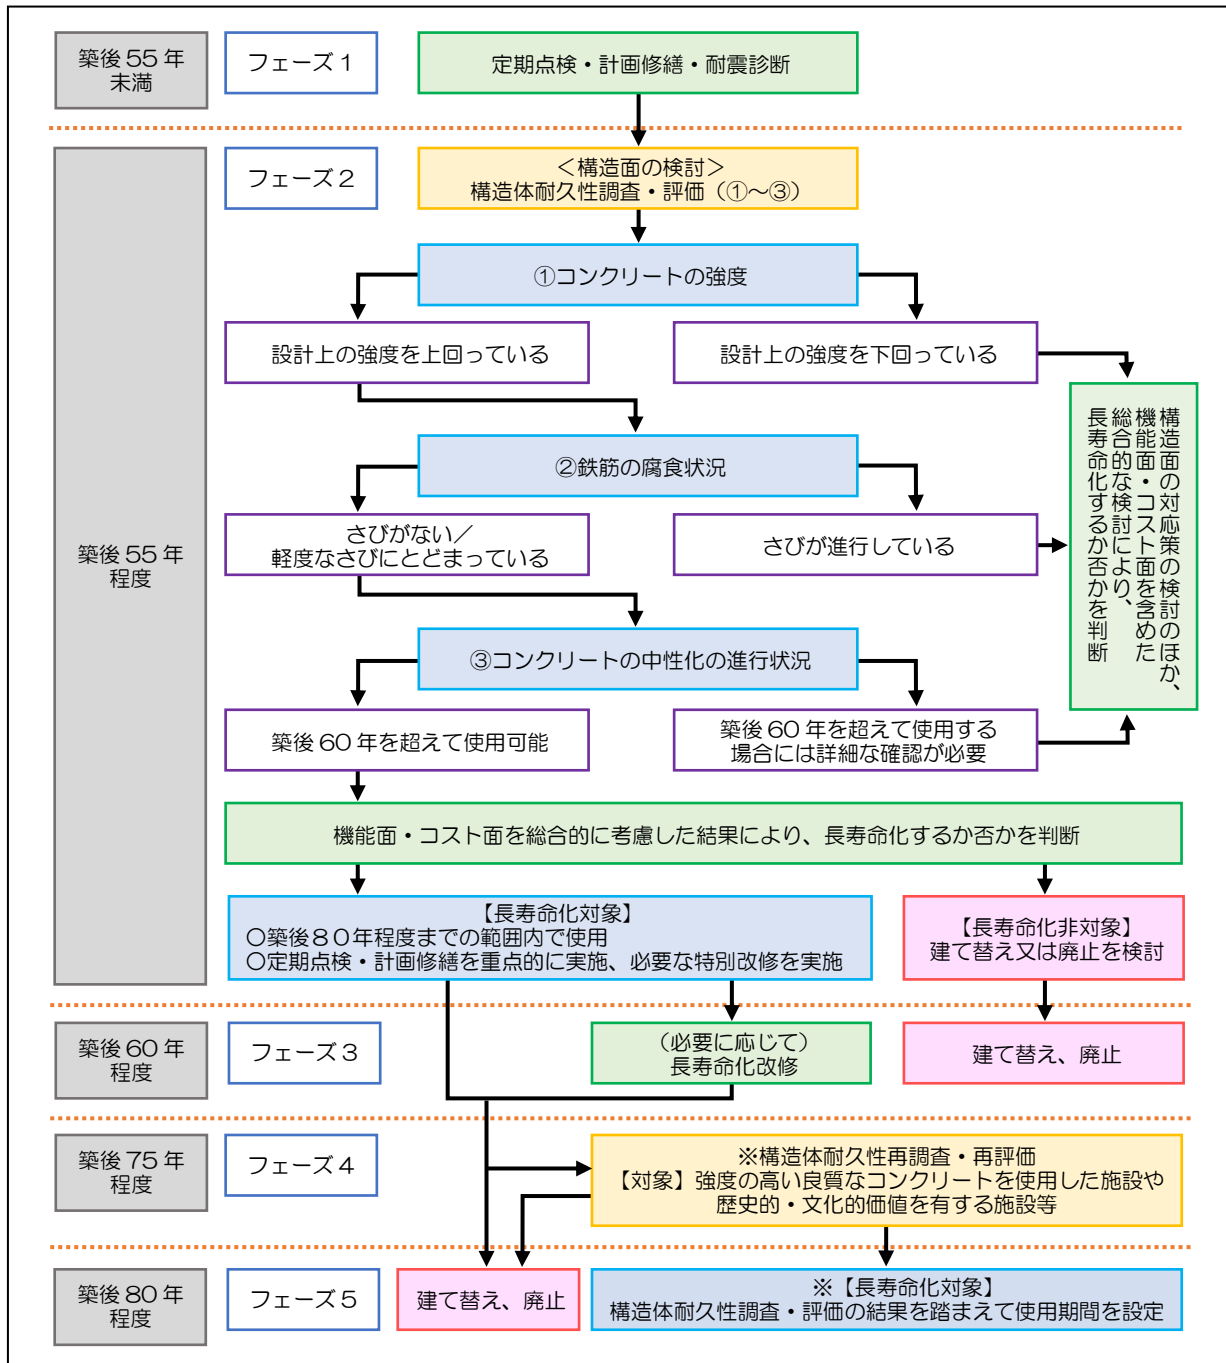 築後55年
未満
フェーズ1
定期点検・計画修繕・耐震診断
築後55年
程度
フェーズ2
＜構造面の検討＞
構造体耐久性調査・評価（①～③）
①コンクリートの強度
設計上の強度を上回っている
設計上の強度を下回っている
②鉄筋の腐食状況
さびがない／
軽度なさびにとどまっている
さびが進行している
構造面の対応策の検討のほか、
機能面・コスト面を含めた
総合的な検討により、
長寿命化するか否かを判断
③コンクリートの中性化の進行状況
築後60年を超えて使用可能
築後60年を超えて使用する
場合には詳細な確認が必要
機能面・コスト面を総合的に考慮した結果により、長寿命化するか否かを判断
【長寿命化対象】
○築後８０年程度までの範囲内で使用
○定期点検・計画修繕を重点的に実施、必要な特別改修を実施
【長寿命化非対象】
建て替え又は廃止を検討
築後60年
程度
フェーズ3
（必要に応じて）
長寿命化改修
建て替え、廃止
築後75年
程度
フェーズ4
※構造体耐久性再調査・再評価
【対象】強度の高い良質なコンクリートを使用した施設や
歴史的・文化的価値を有する施設等
築後80年
程度
フェーズ5
建て替え、廃止
※【長寿命化対象】
構造体耐久性調査・評価の結果を踏まえて使用期間を設定